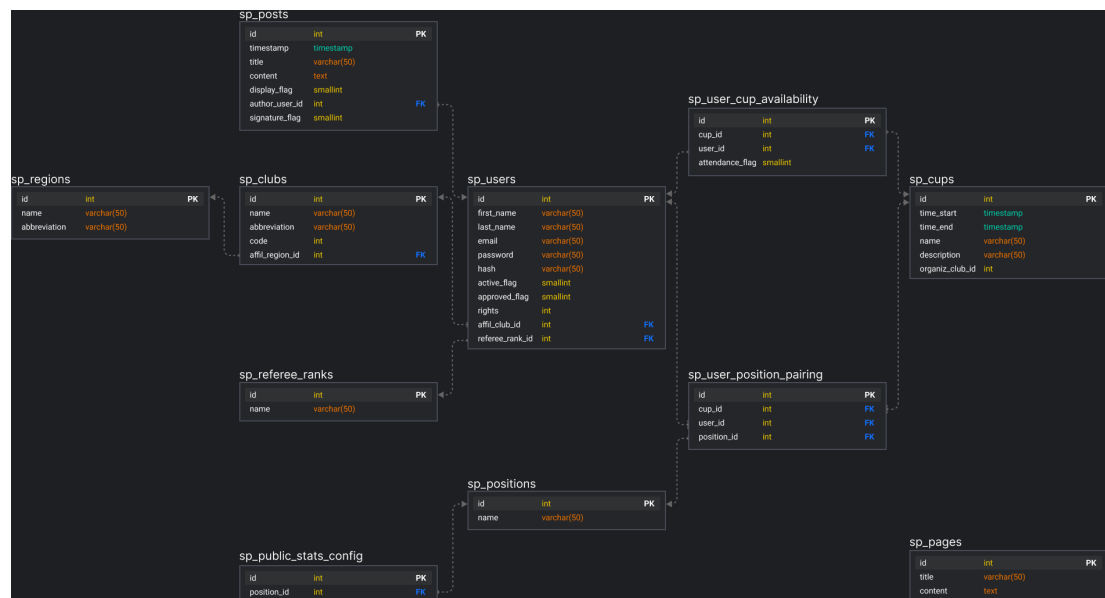 sp_posts
id int PK
timestamp timestamp
title varchar(50)
content text
display_flag smallint
author_user_id int FK
signature_flag smallint
sp_user_cup_availability
id int PK
cup_id int FK
user_id int FK
attendance_flag smallint
sp_regions
id int PK
name varchar(50)
abbreviation varchar(50)
sp_clubs
id int PK
name varchar(50)
abbreviation varchar(50)
code int
affil_region_id int FK
sp_users
id int PK
first_name varchar(50)
last_name varchar(50)
email varchar(50)
password varchar(50)
hash varchar(50)
active_flag smallint
approved_flag smallint
rights int
affil_club_id int FK
referee_rank_id int FK
sp_cups
id int PK
time_start timestamp
time_end timestamp
name varchar(50)
description varchar(50)
organiz_club_id int
sp_referee_ranks
id int PK
name varchar(50)
sp_user_position_pairing
id int PK
cup_id int FK
user_id int FK
position_id int FK
sp_positions
id int PK
name varchar(50)
sp_public_stats_config
id int PK
position_id int FK
sp_pages
id int PK
title varchar(50)
content text